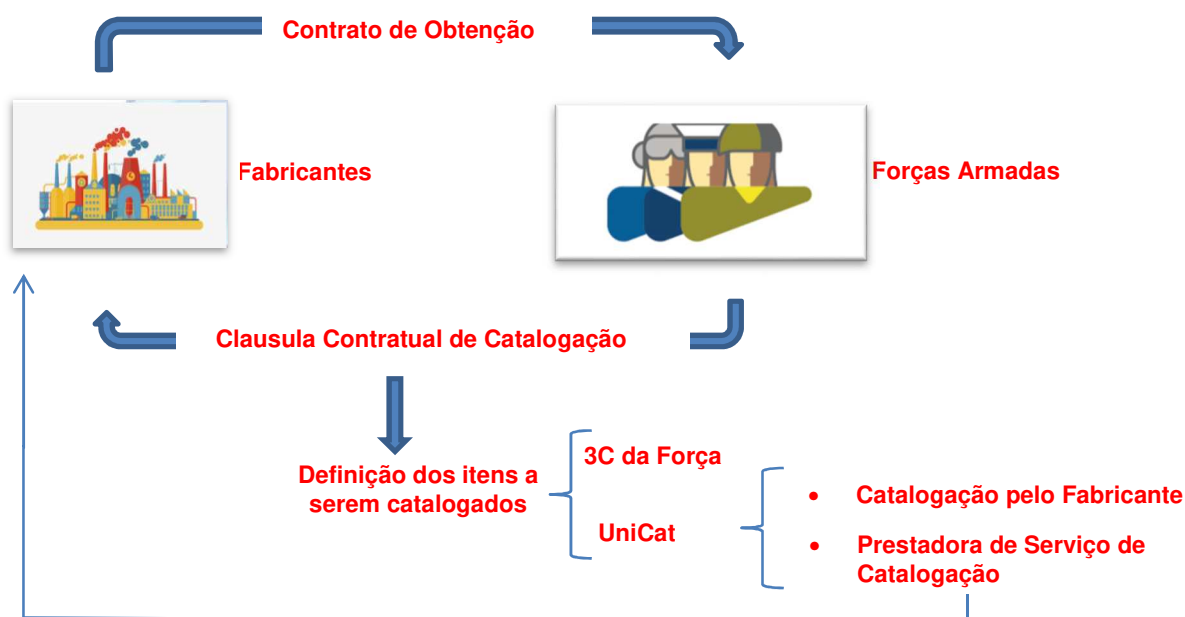 Contrato de Obtenção
Fabricantes
Forças Armadas
Clausula Contratual de Catalogação
Definição dos itens a
serem catalogados
3C da Força
UniCat
• Catalogação pelo Fabricante
• Prestadora de Serviço de
Catalogação